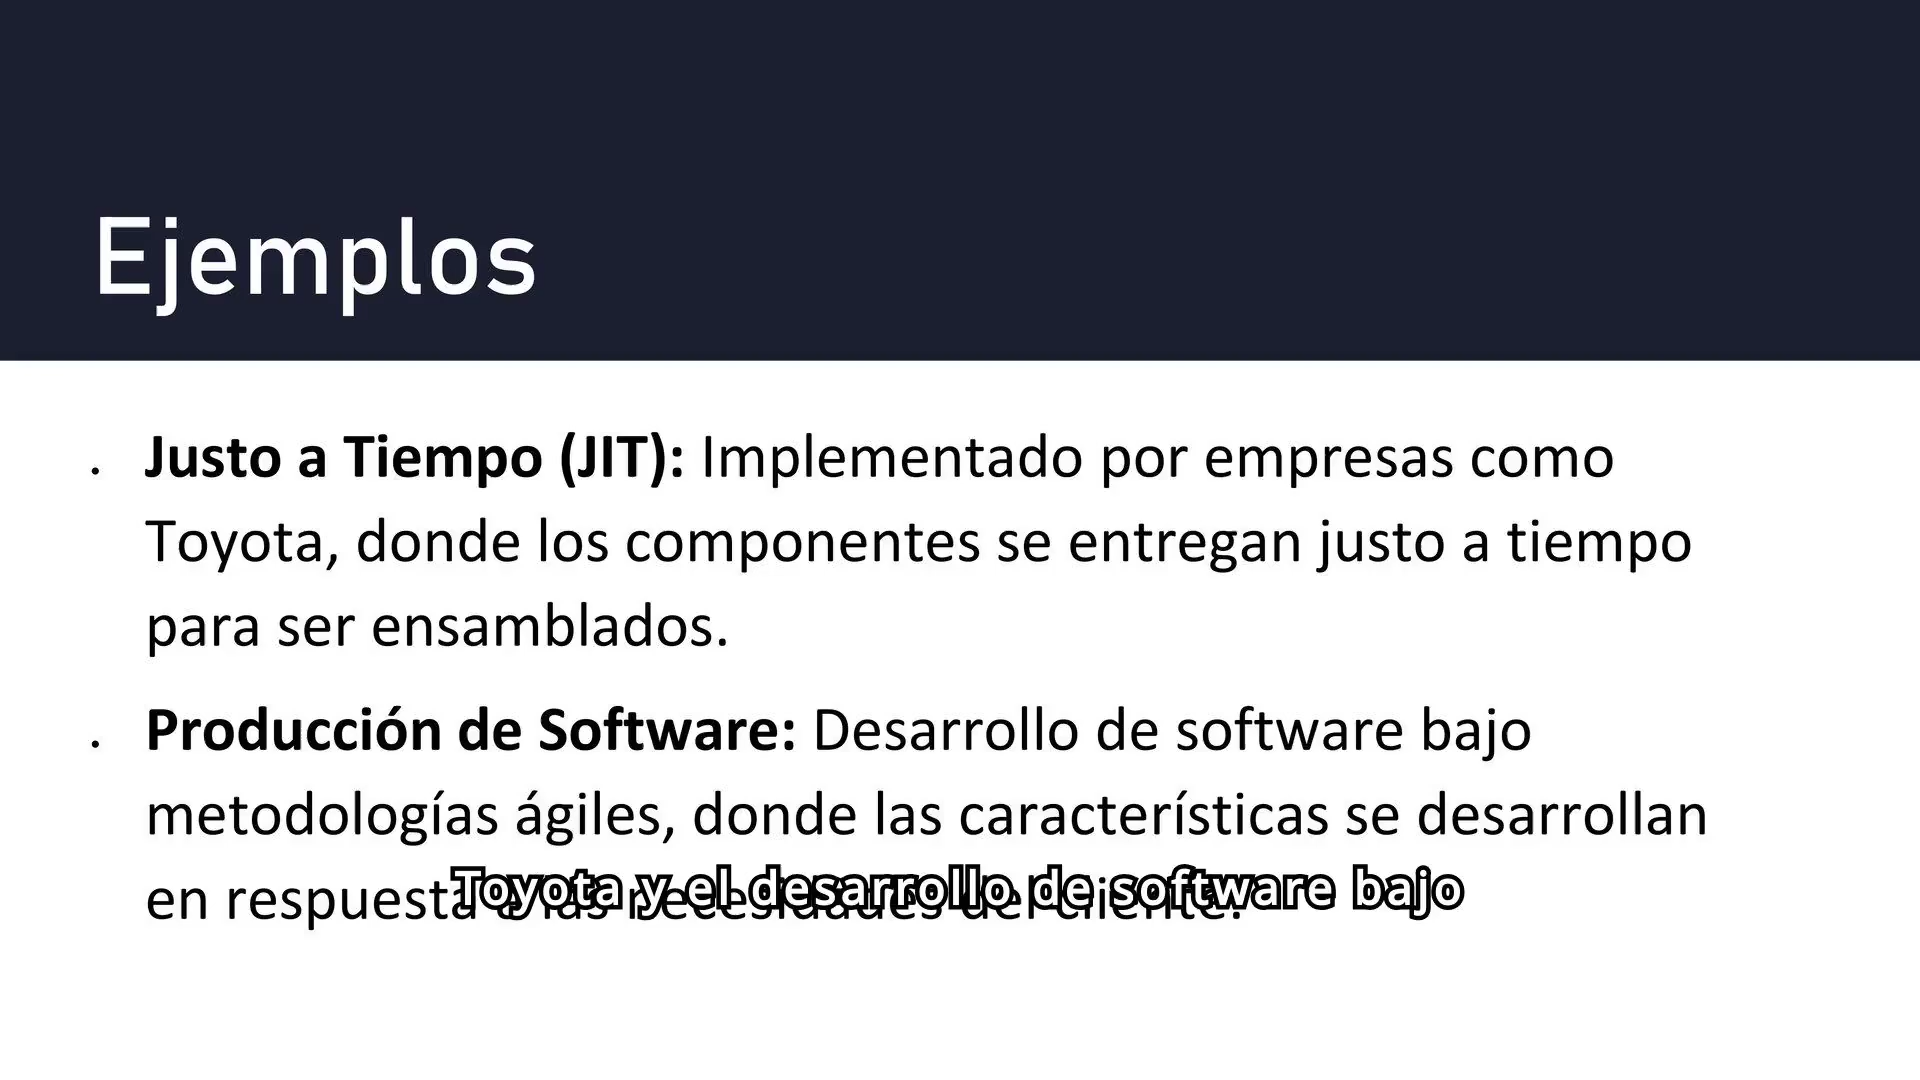 Ejemplos
. Justo a Tiempo (JIT): Implementado por empresas como
Toyota, donde los componentes se entregan justo a tiempo
para ser ensamblados.
. Producción de Software: Desarrollo de software bajo
metodologías ágiles, donde las características se desarrollan
en respuesta a las necesidades del cliente.
Toyota y el desarrollo de software bajo